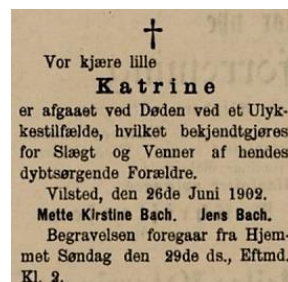 Vor kjære lille
Katrine
er afgaaet ved Døden ved et Ulyk-
kestilfælde, hvilket bekjendtgjøres
for Slægt og Venner af hendes
dybtsørgende Forældre.
Vilsted, den 26de Juni 1902.
Mette Kirstine Bach. Jens Bach.
Begravelsen foregaar fra Hjem-
met Søndag den 29de ds., Eftmd.
Kl. 2.